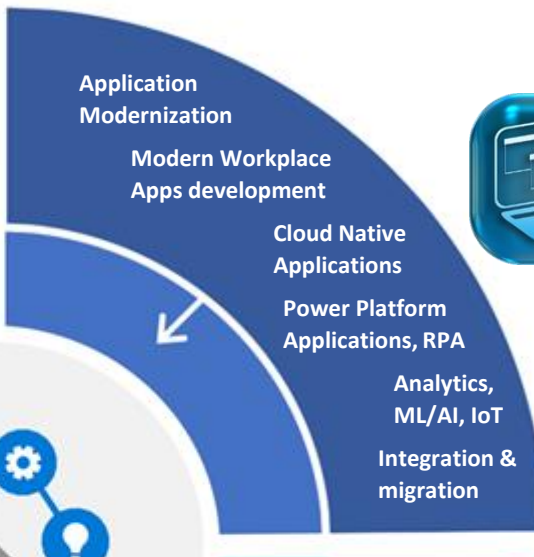 Application
Modernization
Modern Workplace
Apps development
Cloud Native
Applications
Power Platform
Applications, RPA
Analytics,
ML/AI, IoT
Integration &
migration